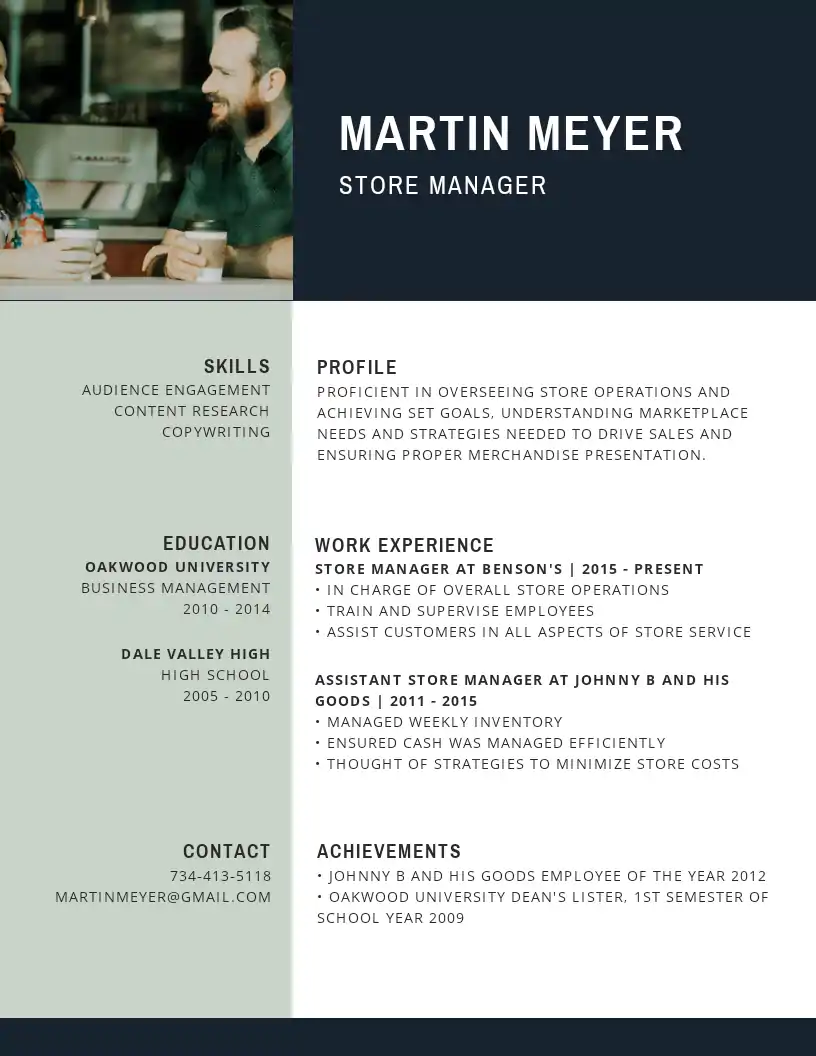 MARTIN MEYER
STORE MANAGER
SKILLS
AUDIENCE ENGAGEMENT
CONTENT RESEARCH
COPYWRITING
EDUCATION
OAKWOOD UNIVERSITY
BUSINESS MANAGEMENT
2010 - 2014
DALE VALLEY HIGH
HIGH SCHOOL
2005 - 2010
CONTACT
734-413-5118
MARTINMEYER@GMAIL.COM
PROFILE
PROFICIENT IN OVERSEEING STORE OPERATIONS AND
ACHIEVING SET GOALS, UNDERSTANDING MARKETPLACE
NEEDS AND STRATEGIES NEEDED TO DRIVE SALES AND
ENSURING PROPER MERCHANDISE PRESENTATION.
WORK EXPERIENCE
STORE MANAGER AT BENSON'S | 2015 - PRESENT
• IN CHARGE OF OVERALL STORE OPERATIONS
• TRAIN AND SUPERVISE EMPLOYEES
• ASSIST CUSTOMERS IN ALL ASPECTS OF STORE SERVICE
ASSISTANT STORE MANAGER AT JOHNNY B AND HIS
GOODS | 2011 - 2015
• MANAGED WEEKLY INVENTORY
• ENSURED CASH WAS MANAGED EFFICIENTLY
• THOUGHT OF STRATEGIES TO MINIMIZE STORE COSTS
ACHIEVEMENTS
• JOHNNY B AND HIS GOODS EMPLOYEE OF THE YEAR 2012
• OAKWOOD UNIVERSITY DEAN'S LISTER, 1ST SEMESTER OF
SCHOOL YEAR 2009